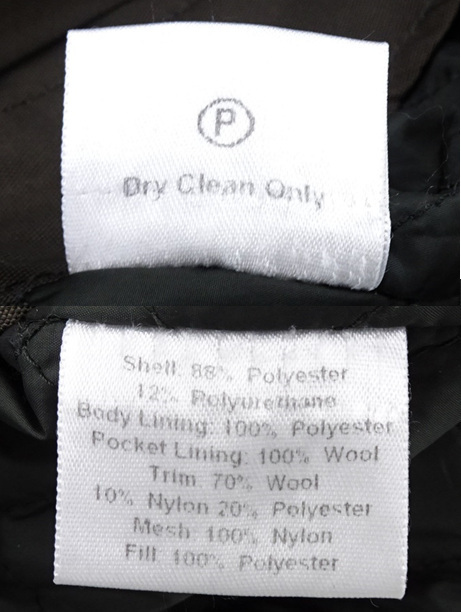 P
Dry Clean Only
Shell: 88% Polyester
12% Polyurethane
Body Lining: 100% Polyester
Pocket Lining: 100% Wool
Trim: 70% Wool
10% Nylon 20% Polyester
Mesh: 100% Nylon
Fill: 100% Polyester